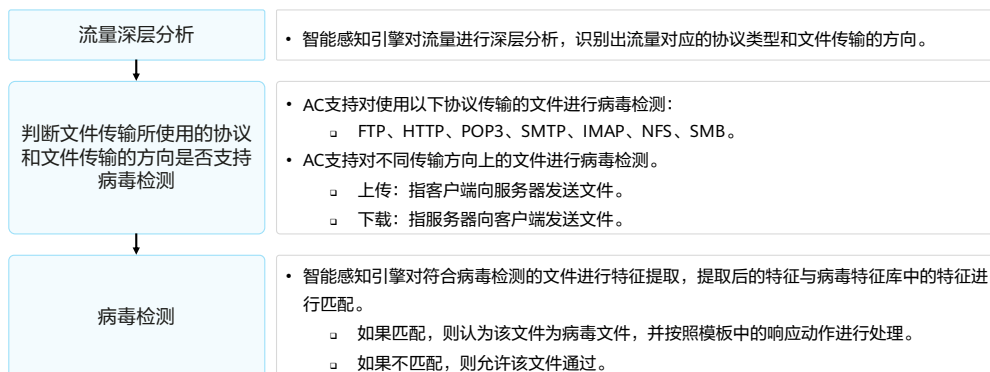 流量深层分析
• 智能感知引擎对流量进行深层分析，识别出流量对应的协议类型和文件传输的方向。
判断文件传输所使用的协议
和文件传输的方向是否支持
病毒检测
• AC支持对使用以下协议传输的文件进行病毒检测：
▫ FTP、HTTP、POP3、SMTP、IMAP、NFS、SMB。
• AC支持对不同传输方向上的文件进行病毒检测。
▫ 上传：指客户端向服务器发送文件。
▫ 下载：指服务器向客户端发送文件。
病毒检测
• 智能感知引擎对符合病毒检测的文件进行特征提取，提取后的特征与病毒特征库中的特征进
行匹配。
▫ 如果匹配，则认为该文件为病毒文件，并按照模板中的响应动作进行处理。
▫ 如果不匹配，则允许该文件通过。